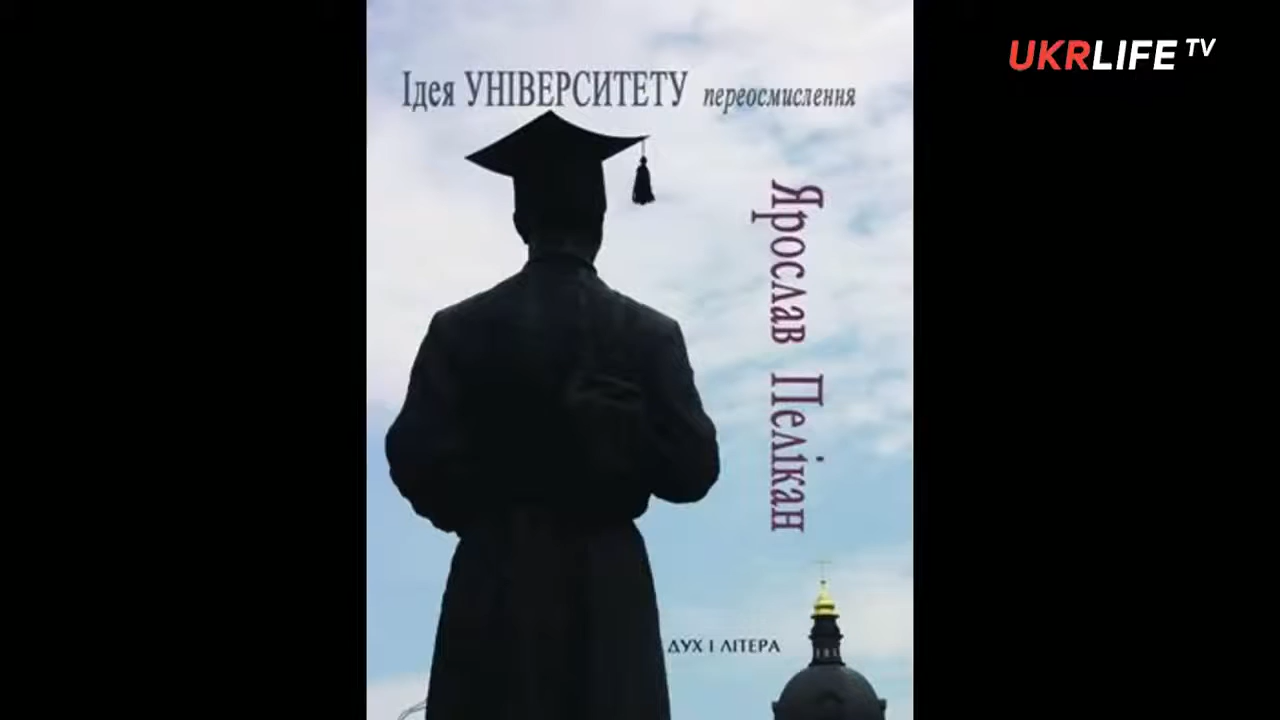 UKRLIFE TV
Ідея УНІВЕРСИТЕТУ переосмислення
Ярослав Пелікан
ДУХ І ЛІТЕРА